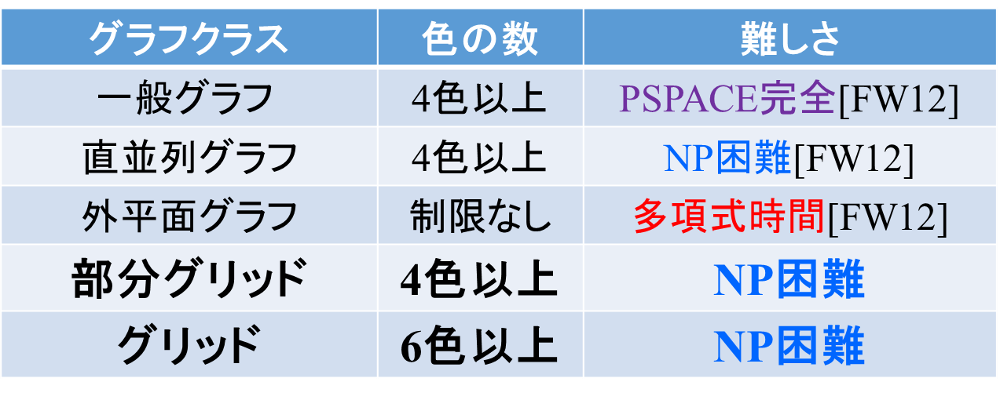 グラフクラス 色の数 難しさ
一般グラフ 4色以上 PSPACE完全[FW12]
直並列グラフ 4色以上 NP困難[FW12]
外平面グラフ 制限なし 多項式時間[FW12]
部分グリッド 4色以上 NP困難
グリッド 6色以上 NP困難